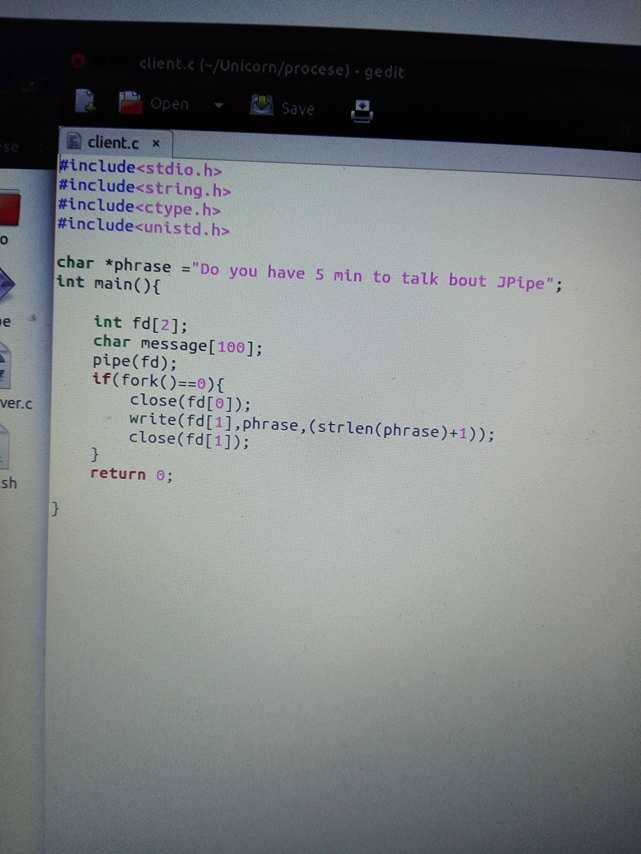 client.c (~/Unicorn/procese) - gedit
Open Save
client.c ×
#include<stdio.h>
#include<string.h>
#include<ctype.h>
#include<unistd.h>
char *phrase ="Do you have 5 min to talk bout JPipe";
int main(){
int fd[2];
char message[100];
pipe(fd);
if(fork()==0){
close(fd[0]);
write(fd[1],phrase,(strlen(phrase)+1));
close(fd[1]);
}
return 0;
}
ver.c
sh